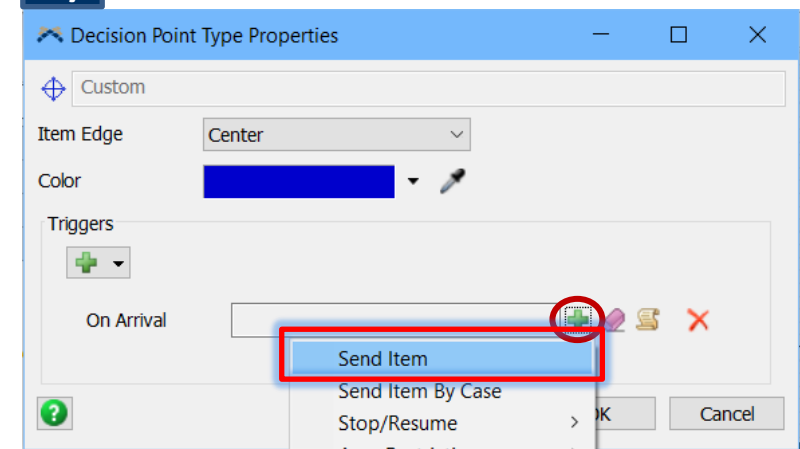 Decision Point Type Properties
Custom
Item Edge Center
Color
Triggers
On Arrival
Send Item
Send Item By Case
Stop/Resume
Cancel